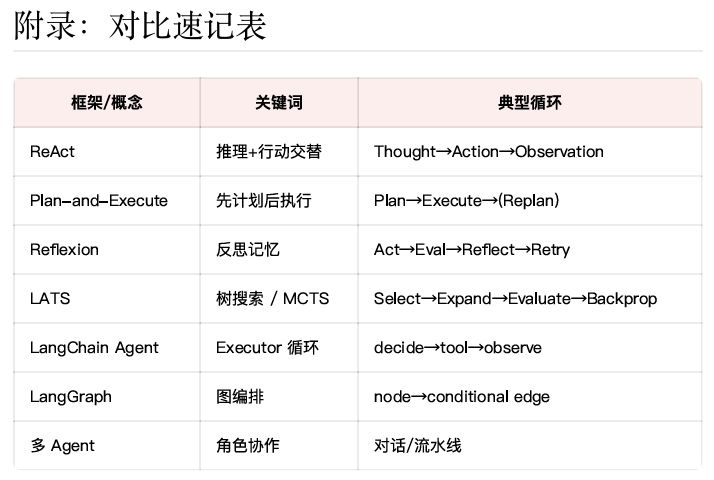 附录：对比速记表
框架/概念 关键词 典型循环
ReAct 推理+行动交替 Thought→Action→Observation
Plan-and-Execute 先计划后执行 Plan→Execute→(Replan)
Reflexion 反思记忆 Act→Eval→Reflect→Retry
LATS 树搜索 / MCTS Select→Expand→Evaluate→Backprop
LangChain Agent Executor 循环 decide→tool→observe
LangGraph 图编排 node→conditional edge
多 Agent 角色协作 对话/流水线